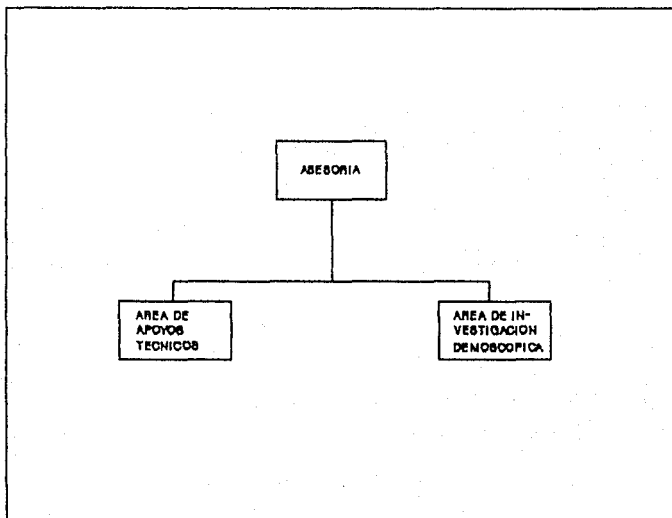 ASESORIA
AREA DE
APOYOS
TECNICOS
AREA DE IN-
VESTIGACION
DEMOSCOPICA